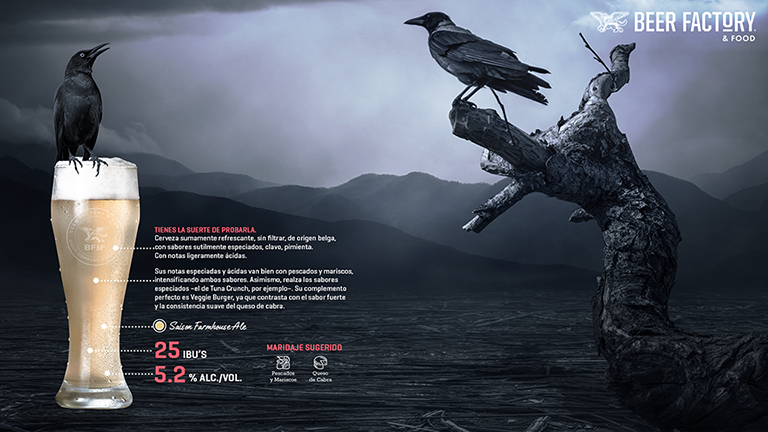 BEER FACTORY
& FOOD
BF&F
TIENES LA SUERTE DE PROBARLA.
Cerveza sumamente refrescante, sin filtrar, de origen belga,
con sabores sutilmente especiados, clavo, pimienta.
Con notas ligeramente ácidas.
Sus notas especiadas y ácidas van bien con pescados y mariscos,
intensificando ambos sabores. Asimismo, realza los sabores
especiados –el de Tuna Crunch, por ejemplo–. Su complemento
perfecto es Veggie Burger, ya que contrasta con el sabor fuerte
y la consistencia suave del queso de cabra.
Saison Farmhouse Ale
25 IBU'S
5.2 % ALC./VOL.
MARIDAJE SUGERIDO
Pescados
y Mariscos
Queso
de Cabra